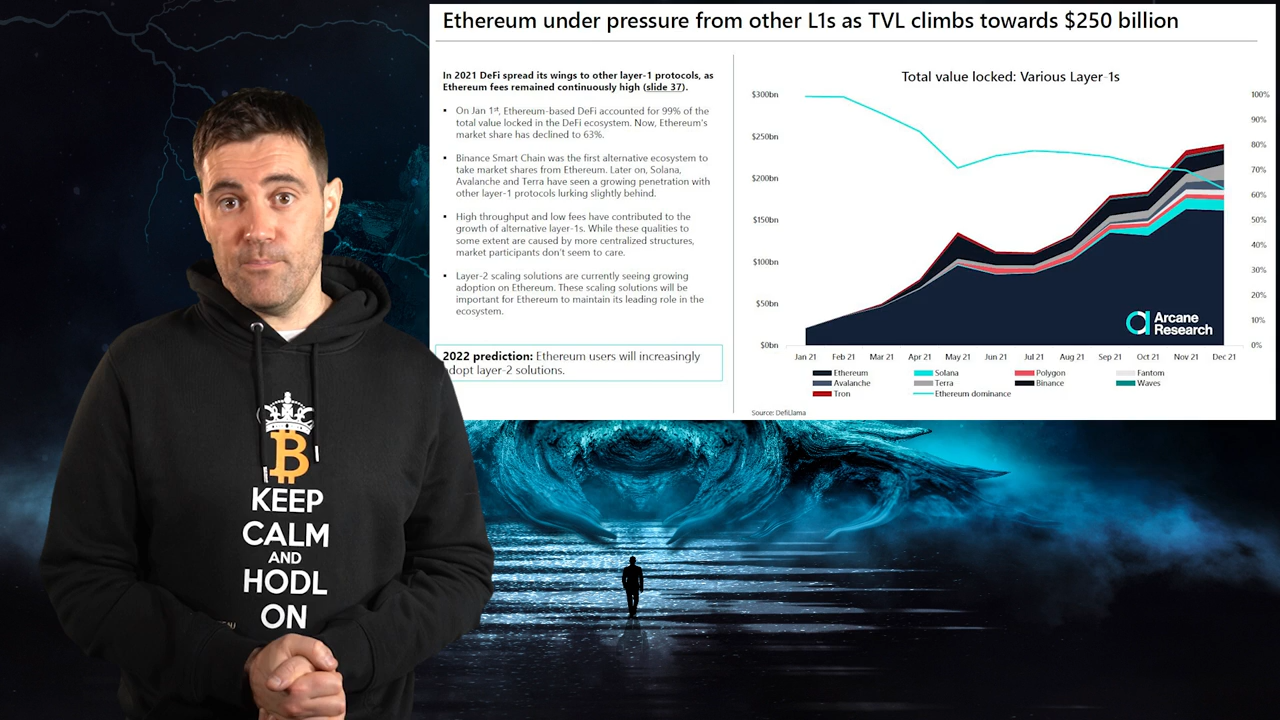 Ethereum under pressure from other L1s as TVL climbs towards $250 billion
In 2021 DeFi spread its wings to other layer-1 protocols, as
Ethereum fees remained continuously high (slide 37).
▪ On Jan 1st, Ethereum-based DeFi accounted for 99% of the
total value locked in the DeFi ecosystem. Now, Ethereum's
market share has declined to 63%.
▪ Binance Smart Chain was the first alternative ecosystem to
take market shares from Ethereum. Later on, Solana,
Avalanche and Terra have seen a growing penetration with
other layer-1 protocols lurking slightly behind.
▪ High throughput and low fees have contributed to the
growth of alternative layer-1s. While these qualities to
some extent are caused by more centralized structures,
market participants don't seem to care.
▪ Layer-2 scaling solutions are currently seeing growing
adoption on Ethereum. These scaling solutions will be
important for Ethereum to maintain its leading role in the
ecosystem.
2022 prediction: Ethereum users will increasingly
dopt layer-2 solutions.
Total value locked: Various Layer-1s
$300bn
$250bn
$200bn
$150bn
$100bn
$50bn
$0bn
100%
90%
80%
70%
60%
50%
40%
30%
20%
10%
0%
Arcane
Research
Jan 21 Feb 21 Mar 21 Apr 21 May 21 Jun 21 Jul 21 Aug 21 Sep 21 Oct 21 Nov 21 Dec 21
Ethereum Solana Polygon Fantom
Avalanche Terra Binance Waves
Tron Ethereum dominance
Source: DefiLlama
HODL
B
KEEP
CALM
AND
HODL
ON